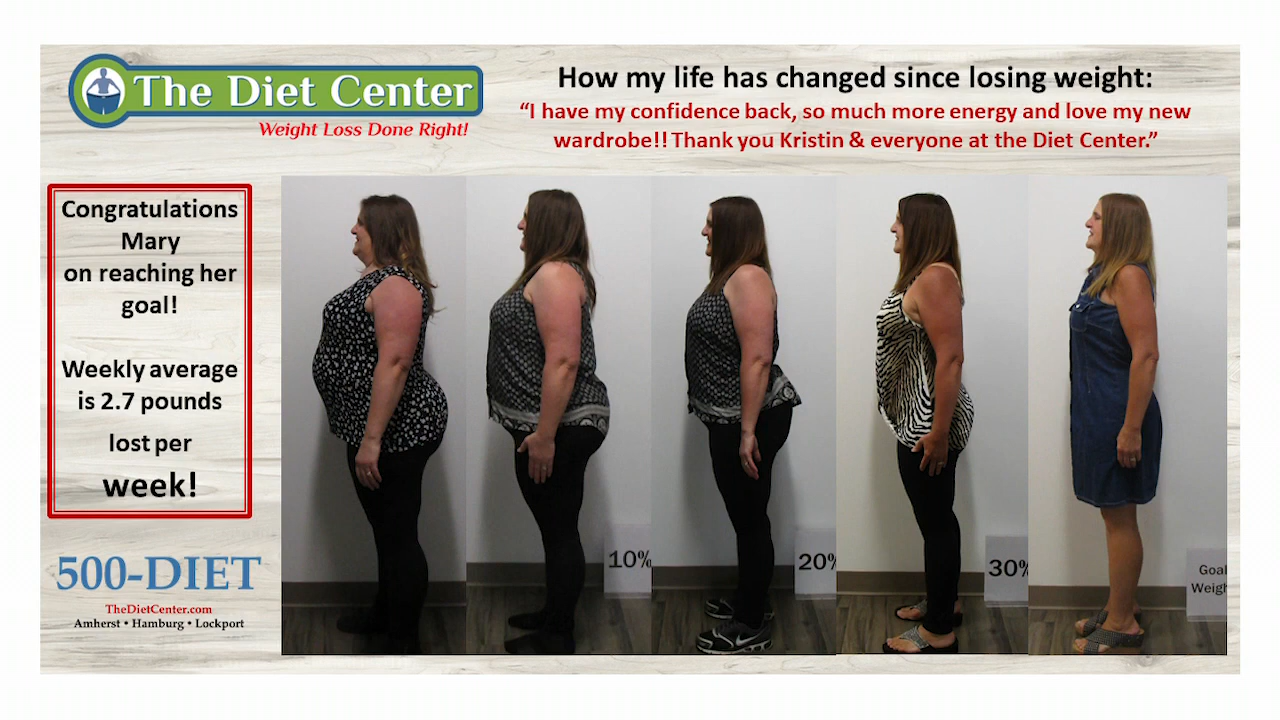 The Diet Center
Weight Loss Done Right!
How my life has changed since losing weight:
“I have my confidence back, so much more energy and love my new
wardrobe!! Thank you Kristin & everyone at the Diet Center.”
Congratulations
Mary
on reaching her
goal!
Weekly average
is 2.7 pounds
lost per
week!
500-DIET
TheDietCenter.com
Amherst • Hamburg • Lockport
10%
20%
30%
Goal
Weigh